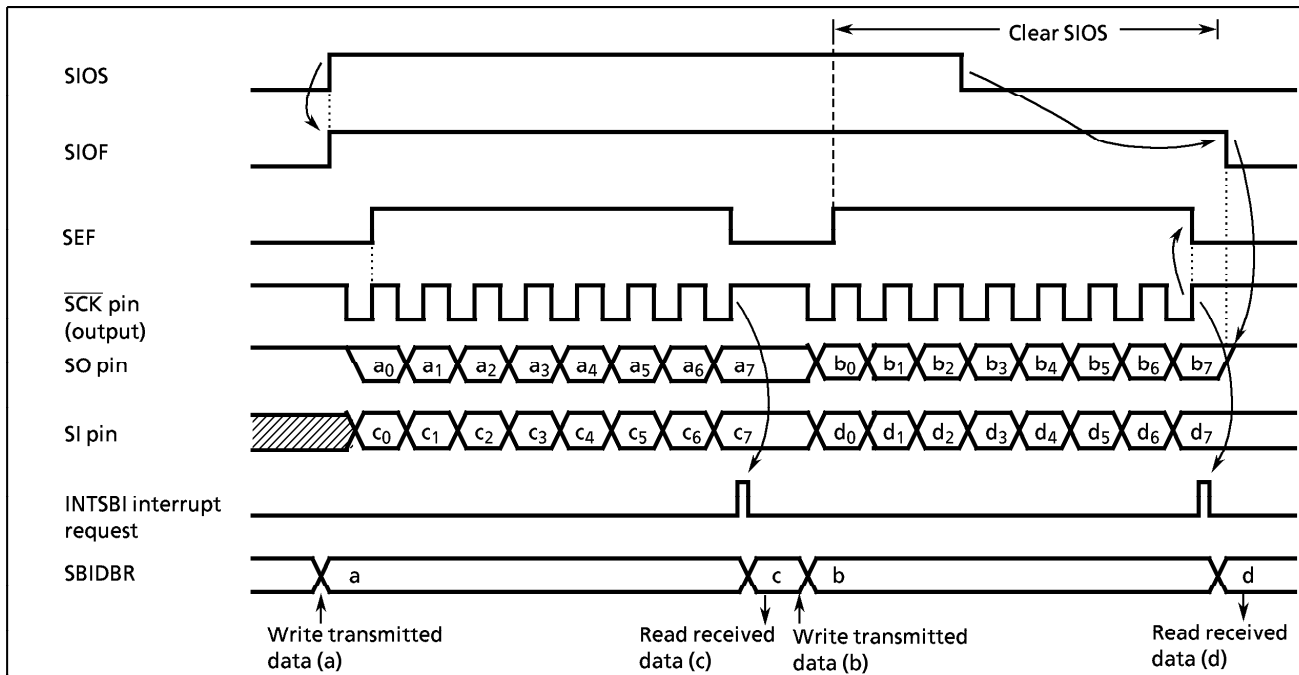 Clear SIOS
SIOS
SIOF
SEF
SCK pin
(output)
SO pin
a0 a1 a2 a3 a4 a5 a6 a7 b0 b1 b2 b3 b4 b5 b6 b7
SI pin
c0 c1 c2 c3 c4 c5 c6 c7 d0 d1 d2 d3 d4 d5 d6 d7
INTSBI interrupt
request
SBIDBR
a c b d
Write transmitted
data (a)
Read received
data (c)
Write transmitted
data (b)
Read received
data (d)